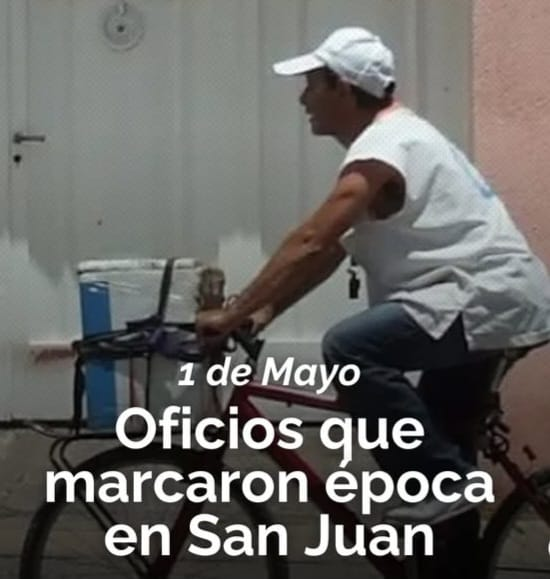 1 de Mayo
Oficios que
marcaron época
en San Juan